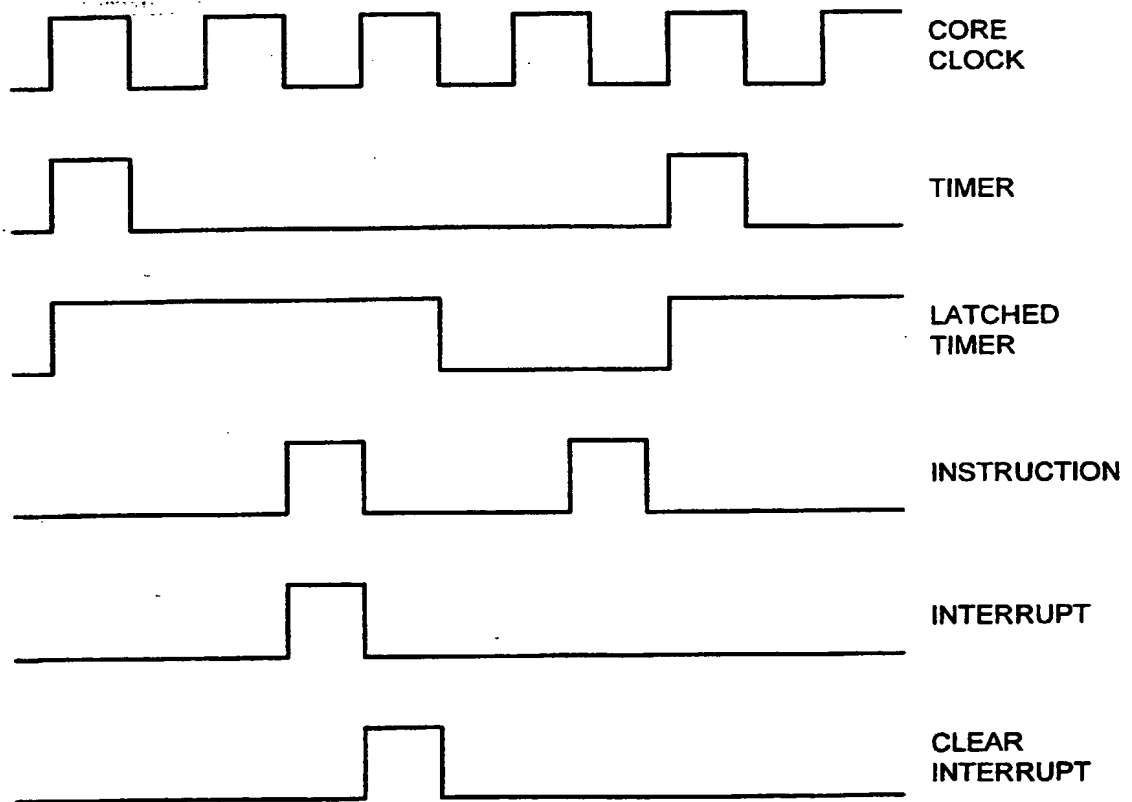 CORE
CLOCK
TIMER
LATCHED
TIMER
INSTRUCTION
INTERRUPT
CLEAR
INTERRUPT